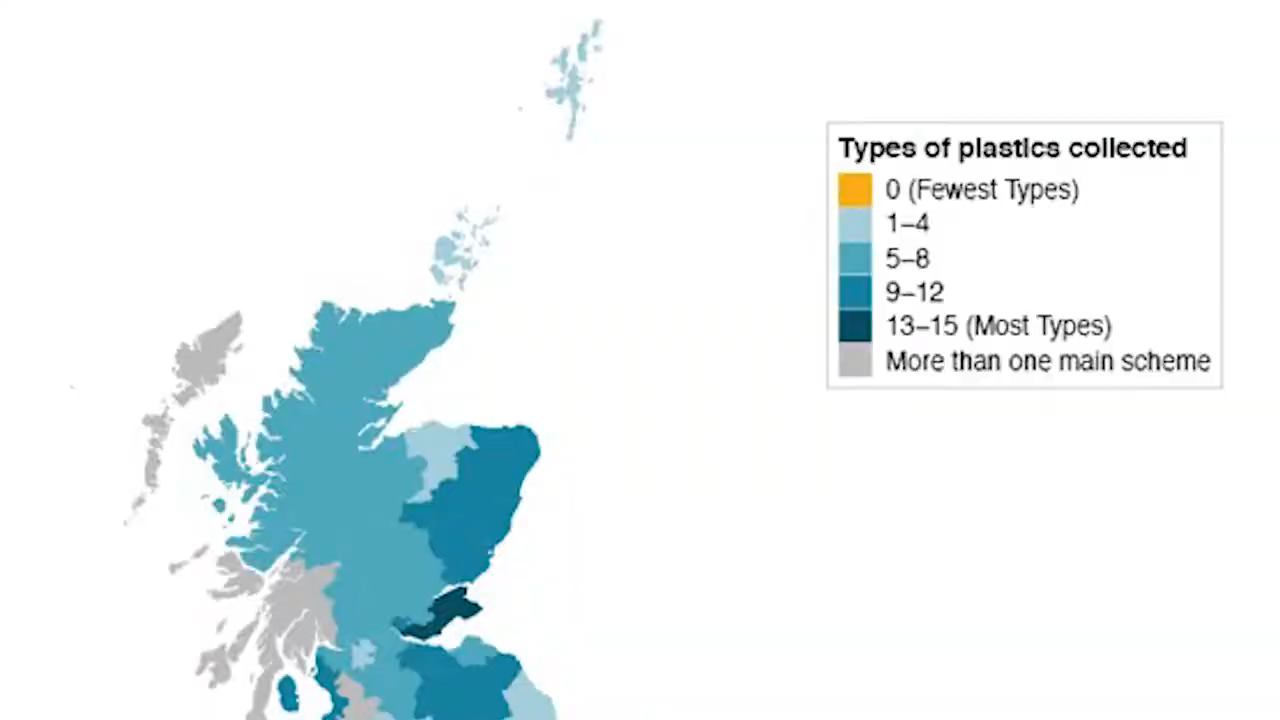 Types of plastics collected
0 (Fewest Types)
1–4
5–8
9–12
13–15 (Most Types)
More than one main scheme